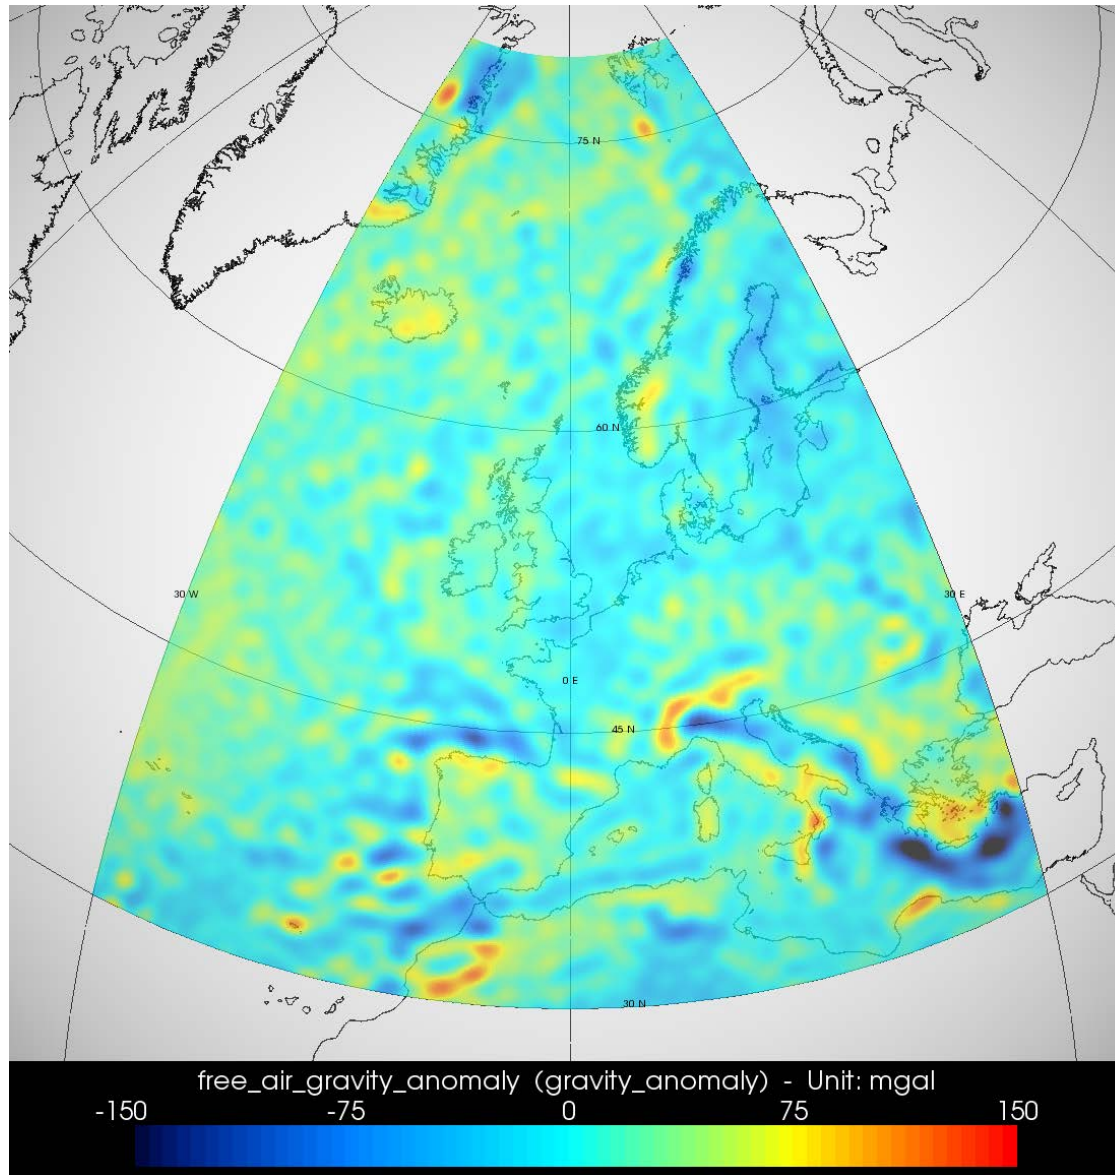 75 N
60 N
30 W
30 E
0 E
45 N
30 N
free_air_gravity_anomaly (gravity_anomaly) - Unit: mgal
-150 -75 0 75 150